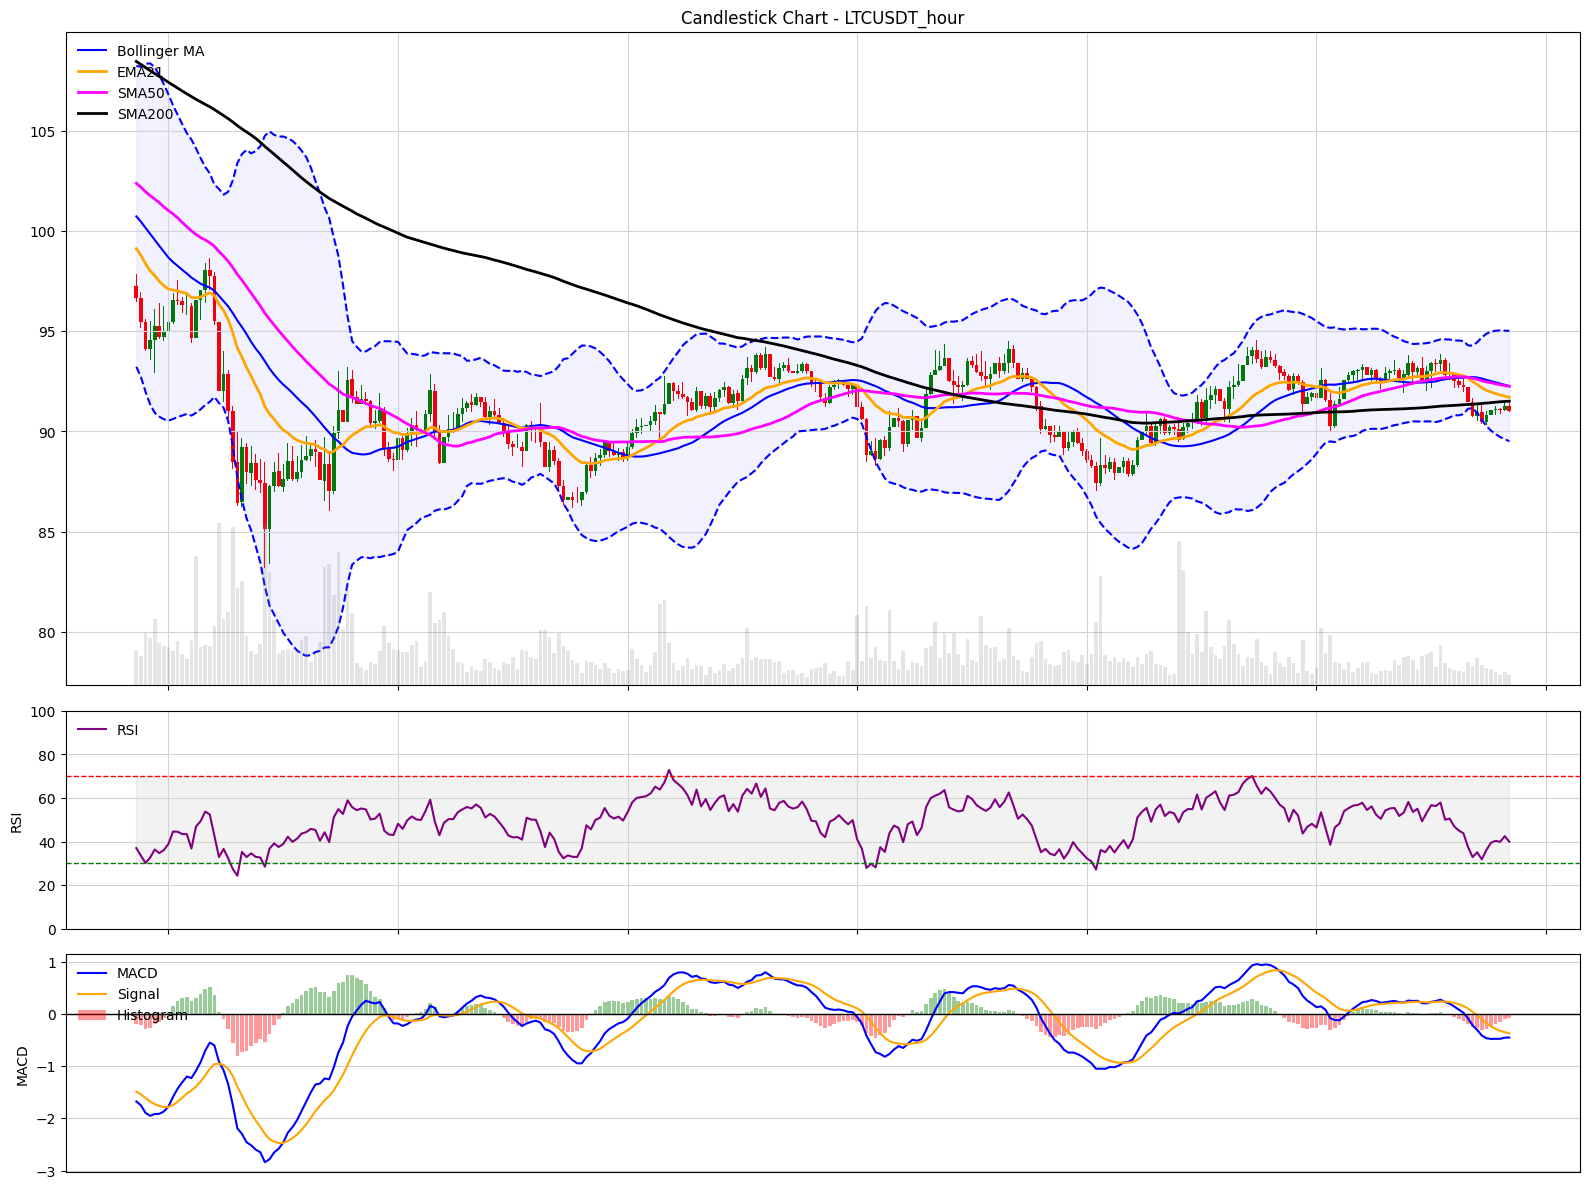 Candlestick Chart - LTCUSDT_hour
Bollinger MA
EMA21
SMA50
SMA200
105
100
95
90
85
80
RSI
100
80
60
40
20
0
RSI
MACD
Signal
Histogram
1
0
−1
−2
−3
MACD